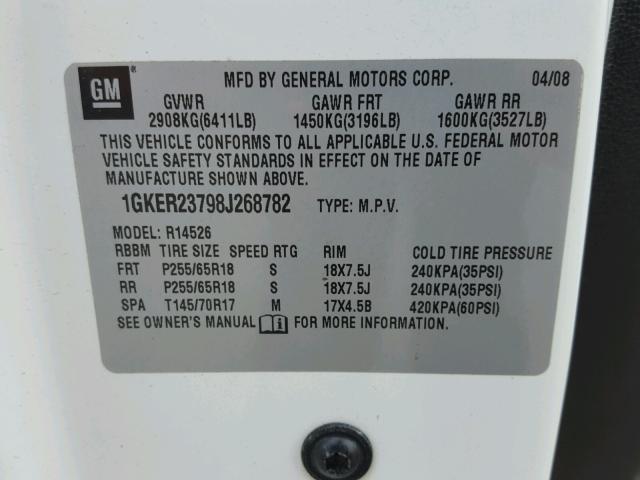 GM MFD BY GENERAL MOTORS CORP. 04/08
GVWR GAWR FRT GAWR RR
2908KG(6411LB) 1450KG(3196LB) 1600KG(3527LB)
THIS VEHICLE CONFORMS TO ALL APPLICABLE U.S. FEDERAL MOTOR
VEHICLE SAFETY STANDARDS IN EFFECT ON THE DATE OF
MANUFACTURE SHOWN ABOVE.
1GKER23798J268782 TYPE: M.P.V.
MODEL: R14526
RBBM TIRE SIZE SPEED RTG RIM COLD TIRE PRESSURE
FRT P255/65R18 S 18X7.5J 240KPA(35PSI)
RR P255/65R18 S 18X7.5J 240KPA(35PSI)
SPA T145/70R17 M 17X4.5B 420KPA(60PSI)
SEE OWNER'S MANUAL FOR MORE INFORMATION.